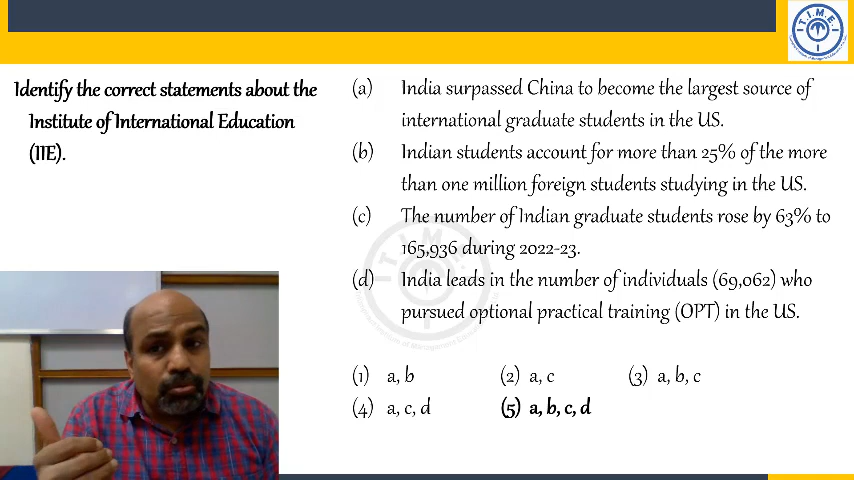 T.I.M.E.
Identify the correct statements about the
Institute of International Education
(IIE).
(a) India surpassed China to become the largest source of
international graduate students in the US.
(b) Indian students account for more than 25% of the more
than one million foreign students studying in the US.
(c) The number of Indian graduate students rose by 63% to
165,936 during 2022-23.
(d) India leads in the number of individuals (69,062) who
pursued optional practical training (OPT) in the US.
(1) a, b (2) a, c (3) a, b, c
(4) a, c, d (5) a, b, c, d